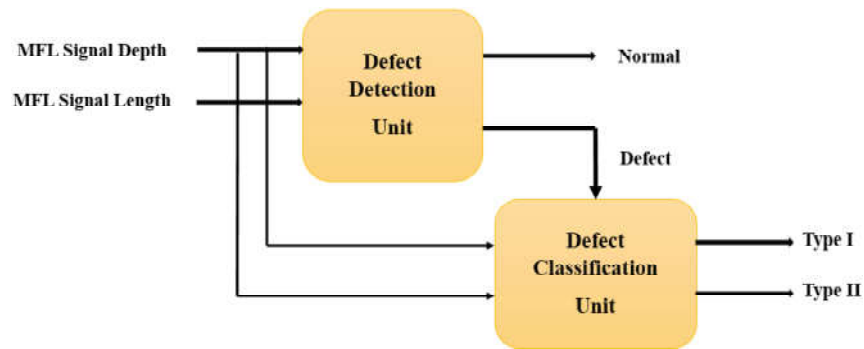 MFL Signal Depth
MFL Signal Length
Defect
Detection
Unit
Normal
Defect
Defect
Classification
Unit
Type I
Type II